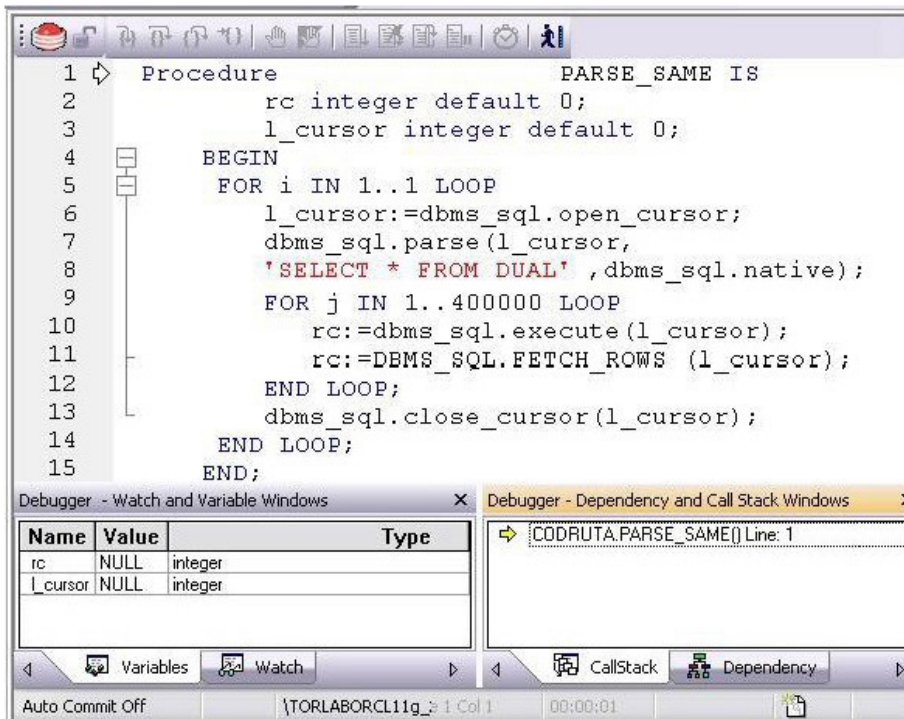 1 Procedure PARSE_SAME IS
2 rc integer default 0;
3 l_cursor integer default 0;
4 BEGIN
5 FOR i IN 1..1 LOOP
6 l_cursor:=dbms_sql.open_cursor;
7 dbms_sql.parse(l_cursor,
8 'SELECT * FROM DUAL' ,dbms_sql.native);
9 FOR j IN 1..400000 LOOP
10 rc:=dbms_sql.execute(l_cursor);
11 rc:=DBMS_SQL.FETCH_ROWS (l_cursor);
12 END LOOP;
13 dbms_sql.close_cursor(l_cursor);
14 END LOOP;
15 END;
Debugger - Watch and Variable Windows
Name Value Type
rc NULL integer
l_cursor NULL integer
Variables Watch
Debugger - Dependency and Call Stack Windows
CODRUTA.PARSE_SAME() Line: 1
CallStack Dependency
Auto Commit Off \TORLABORCL11g_ 1 Col 1 00:00:01